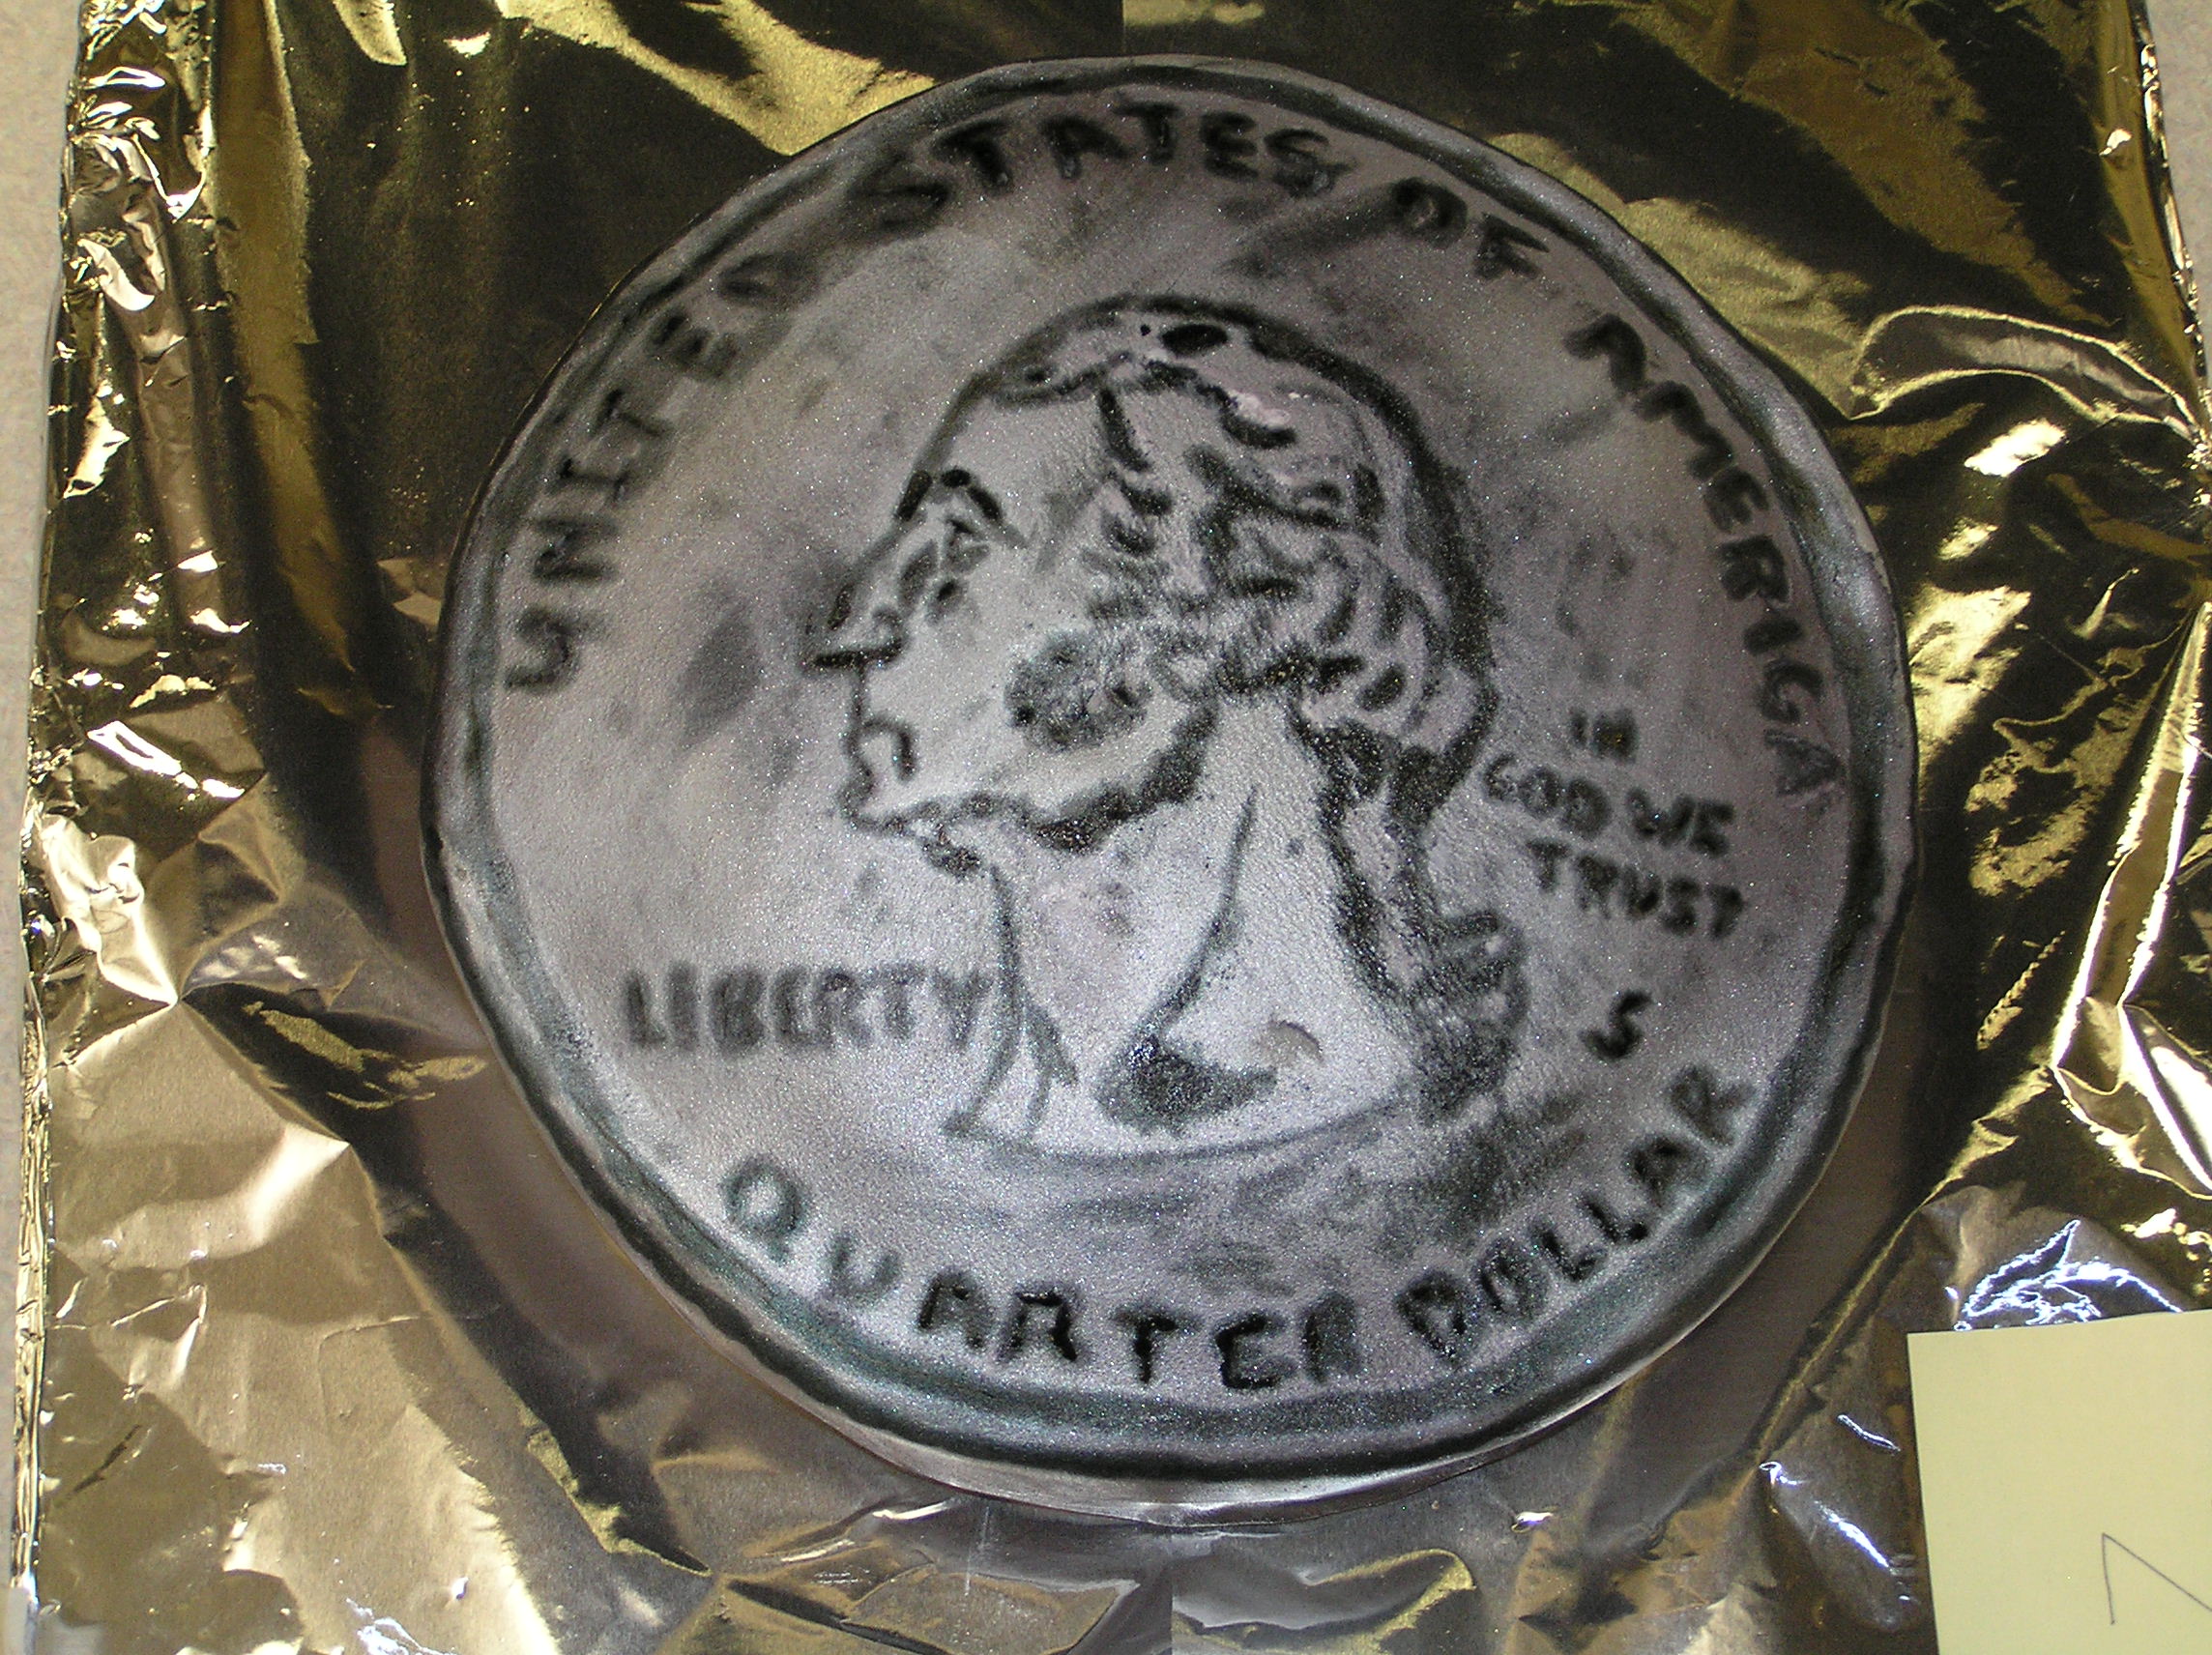 UNITED STATES OF AMERICA
IN
GOD WE
TRUST
LIBERTY
S
QUARTER DOLLAR